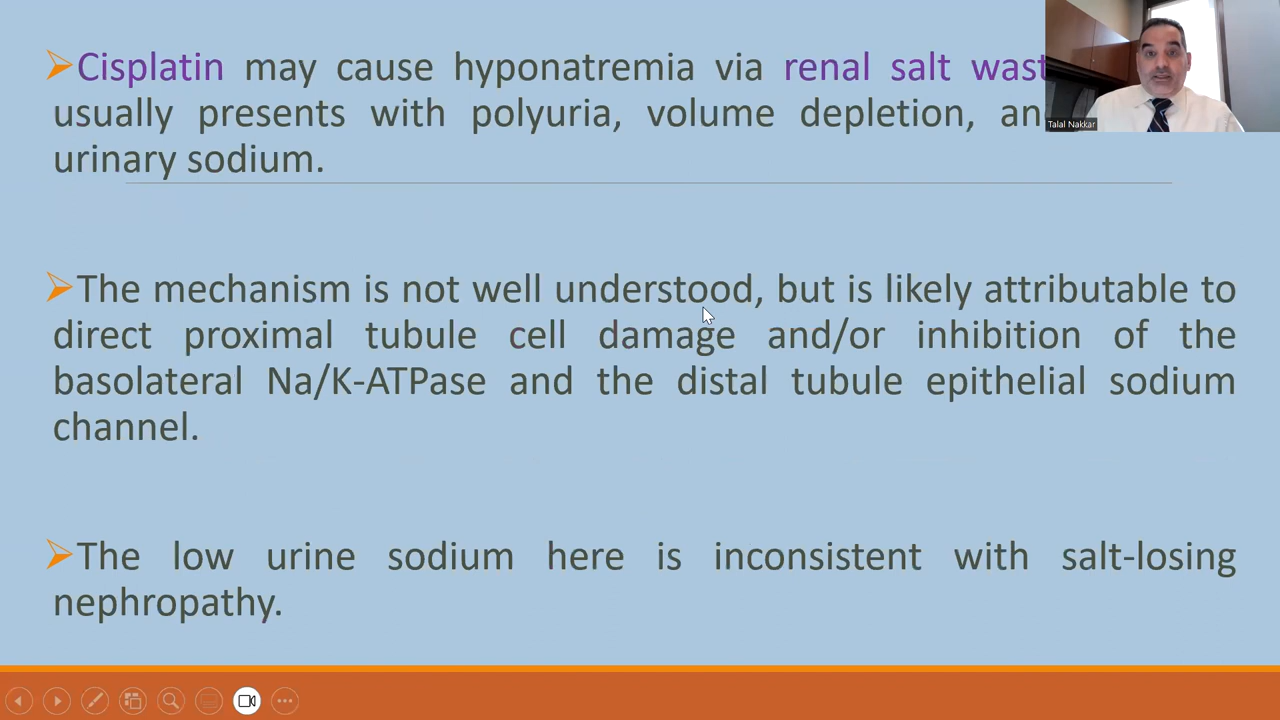 Cisplatin may cause hyponatremia via renal salt wast
usually presents with polyuria, volume depletion, an
urinary sodium.
Talal Nakkar
The mechanism is not well understood, but is likely attributable to
direct proximal tubule cell damage and/or inhibition of the
basolateral Na/K-ATPase and the distal tubule epithelial sodium
channel.
The low urine sodium here is inconsistent with salt-losing
nephropathy.